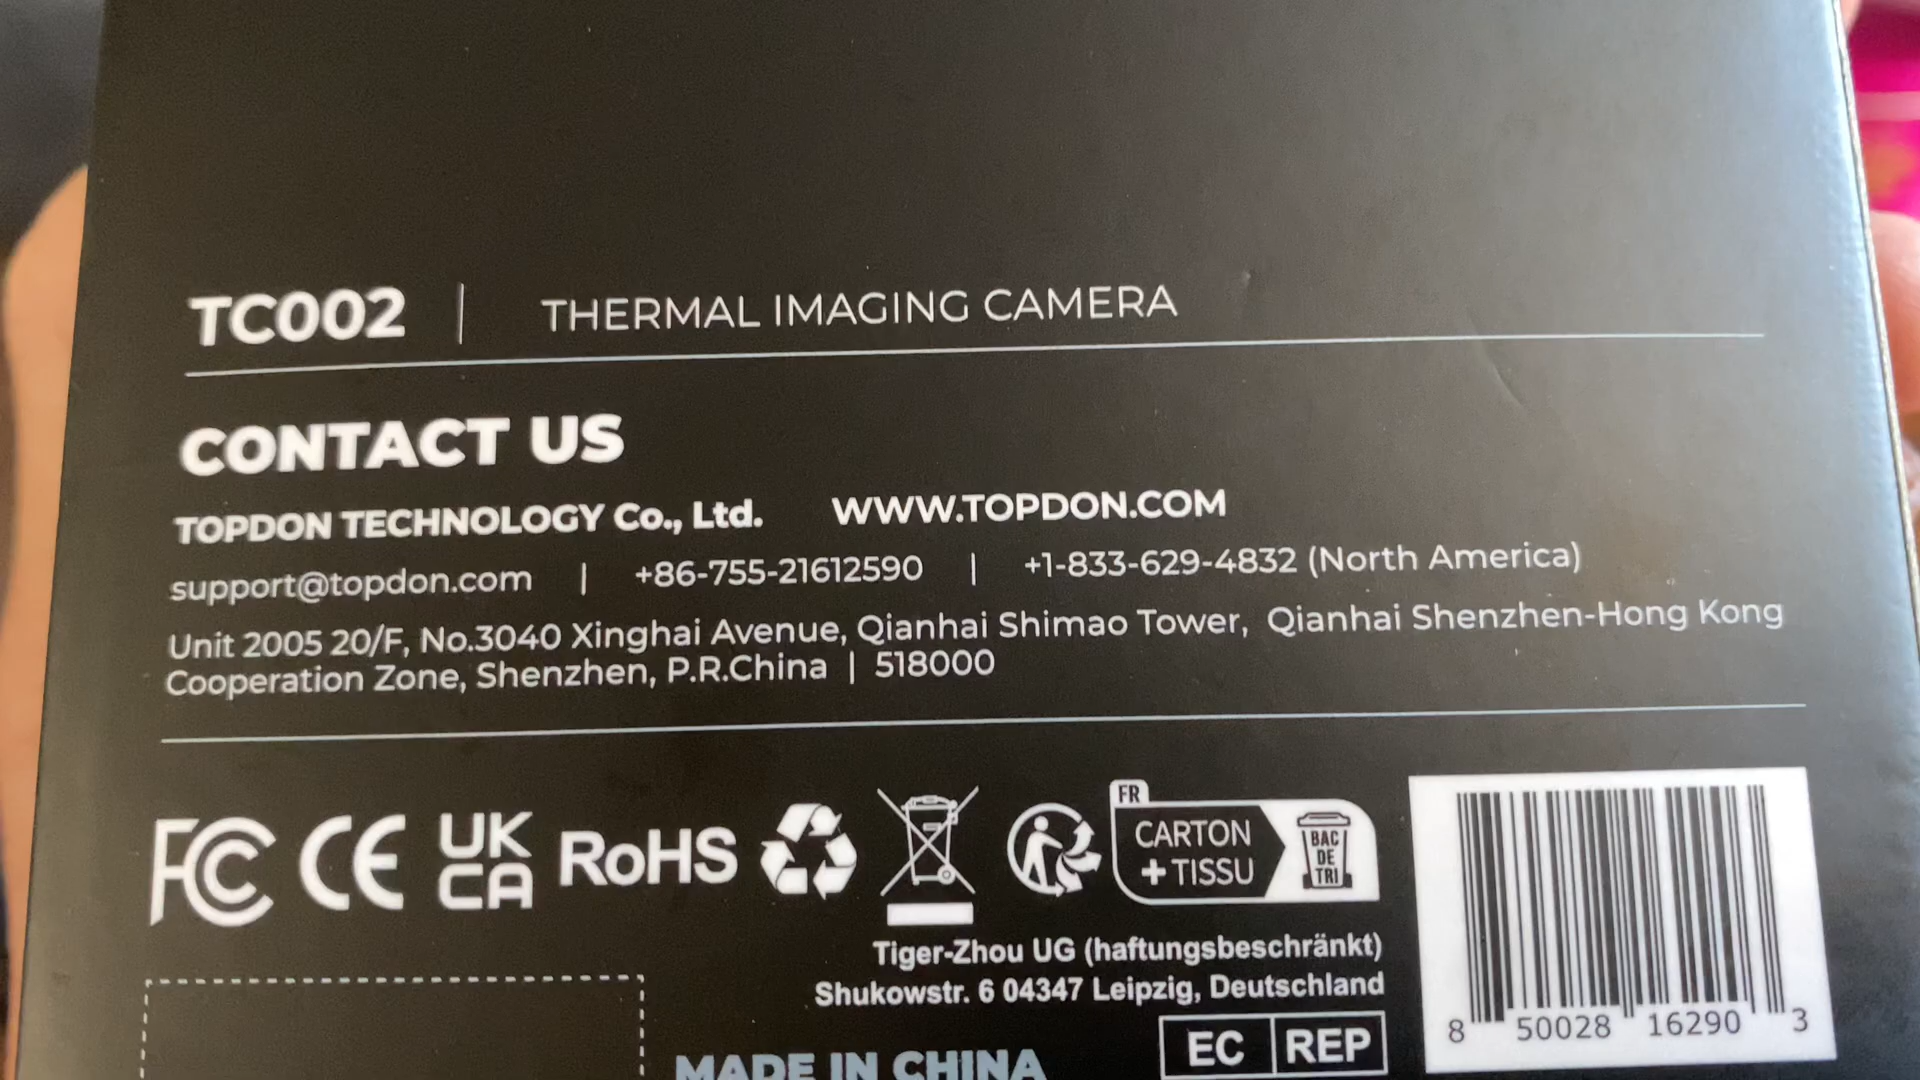 TC002 | THERMAL IMAGING CAMERA
CONTACT US
TOPDON TECHNOLOGY Co., Ltd. WWW.TOPDON.COM
support@topdon.com | +86-755-21612590 | +1-833-629-4832 (North America)
Unit 2005 20/F, No.3040 Xinghai Avenue, Qianhai Shimao Tower, Qianhai Shenzhen-Hong Kong
Cooperation Zone, Shenzhen, P.R.China | 518000
FC CE UK
CA RoHS
FR
CARTON
+ TISSU
BAC
DE
TRI
Tiger-Zhou UG (haftungsbeschränkt)
Shukowstr. 6 04347 Leipzig, Deutschland
EC REP
MADE IN CHINA
8 50028 16290 3